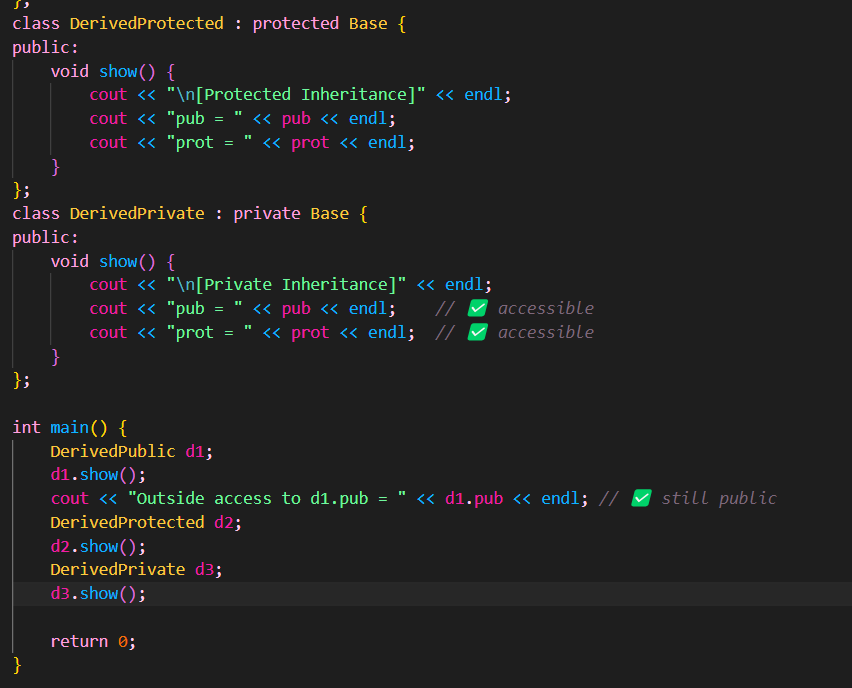 };
class DerivedProtected : protected Base {
public:
    void show() {
        cout << "\n[Protected Inheritance]" << endl;
        cout << "pub = " << pub << endl;
        cout << "prot = " << prot << endl;
    }
};
class DerivedPrivate : private Base {
public:
    void show() {
        cout << "\n[Private Inheritance]" << endl;
        cout << "pub = " << pub << endl;    // ✅ accessible
        cout << "prot = " << prot << endl;  // ✅ accessible
    }
};

int main() {
    DerivedPublic d1;
    d1.show();
    cout << "Outside access to d1.pub = " << d1.pub << endl; // ✅ still public
    DerivedProtected d2;
    d2.show();
    DerivedPrivate d3;
    d3.show();

    return 0;
}